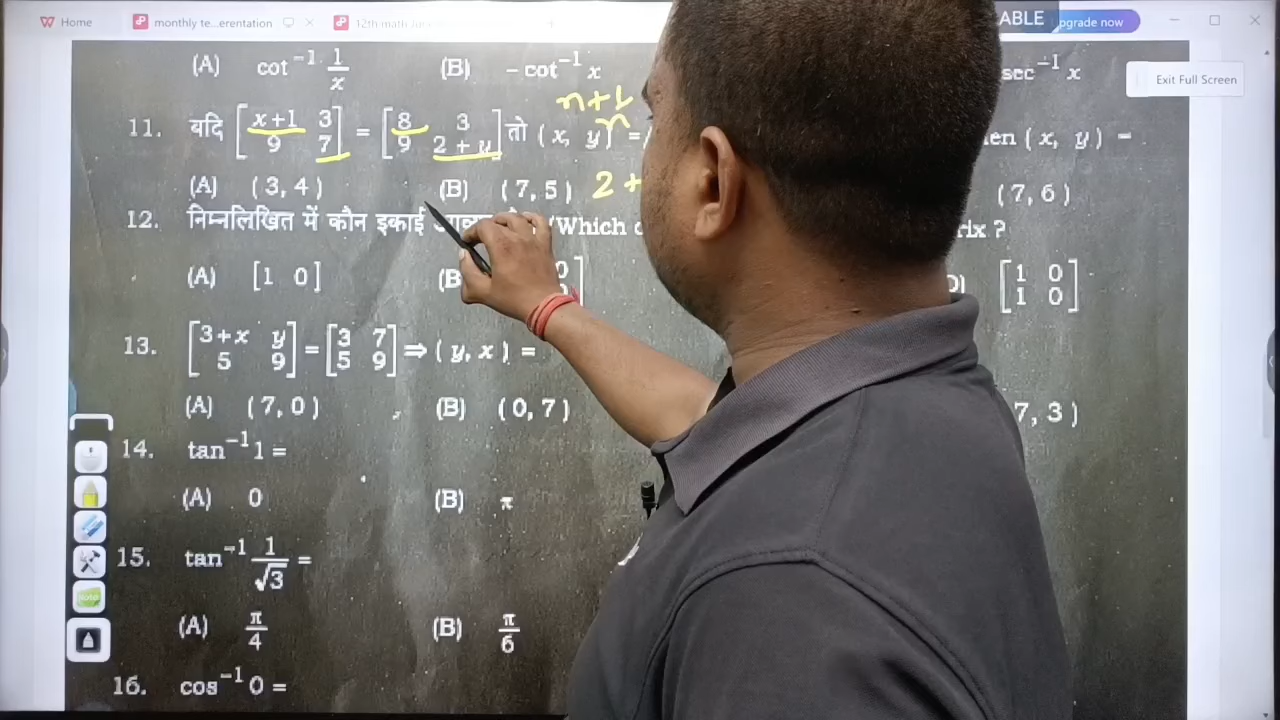 Home monthly te...erentation 12th math ABLE pgrade now
Exit Full Screen
(A) cot⁻¹ 1/x (B) - cot⁻¹ x sec⁻¹ x
n+1
11. यदि [x+1 3 9 7] = [8 3 9 2 + y] तो ( x, y ) = en ( x, y ) =
(A) ( 3, 4 ) (B) ( 7, 5 ) 2 + ( 7, 6 )
12. निम्नलिखित में कौन इकाई (Which rix ?
(A) [1 0] (B 0 0] D) [1 0 1 0]
13. [3 + x y 5 9] = [3 7 5 9] ⇒ ( y, x ) =
(A) ( 7, 0 ) (B) ( 0, 7 ) 7, 3 )
14. tan⁻¹ 1 =
(A) 0 (B) π
15. tan⁻¹ 1/√3 =
(A) π/4 (B) π/6
16. cos⁻¹ 0 =